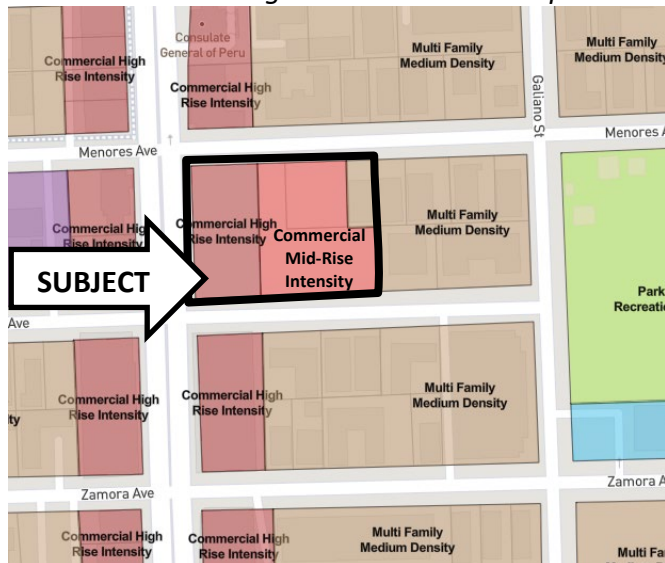 Consulate
General of Peru
Commercial High
Rise Intensity
Commercial High
Rise Intensity
Multi Family
Medium Density
Multi Family
Medium Density
Galiano St
Menores Ave
Menores Ave
Commercial High
Rise Intensity
Commercial High
Rise Intensity
Commercial
Mid-Rise
Intensity
Multi Family
Medium Density
SUBJECT
Park
Recreatio
Ave
Commercial High
Rise Intensity
Commercial High
Rise Intensity
Multi Family
Medium Density
ty
Zamora Ave
Zamora A
Commercial High
Rise Intensity
Commercial High
Rise Intensity
Multi Family
Medium Density
Multi Fa